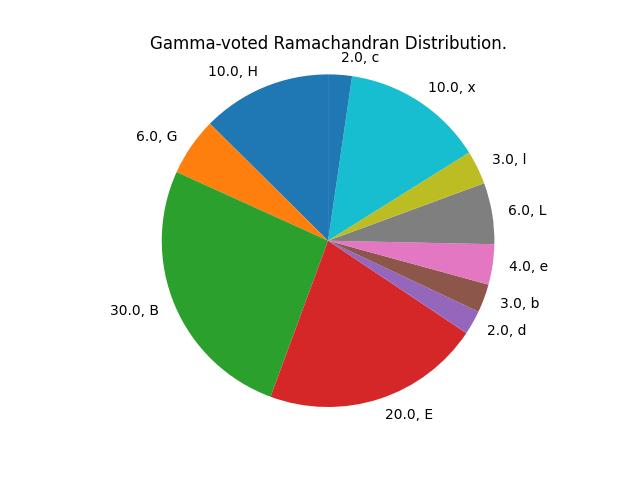 Gamma-voted Ramachandran Distribution.
2.0, c
10.0, H
10.0, x
6.0, G
3.0, l
6.0, L
4.0, e
3.0, b
30.0, B
2.0, d
20.0, E